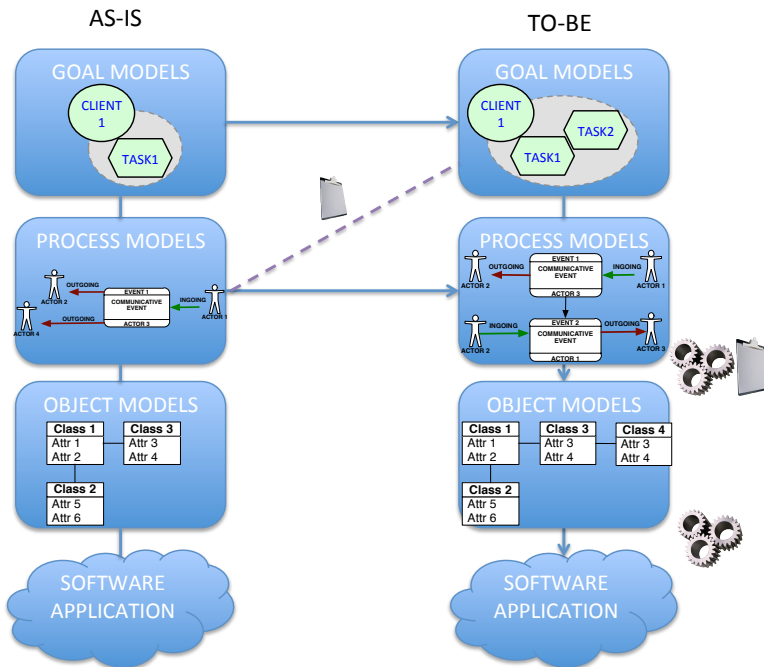 AS-IS
TO-BE
GOAL MODELS
CLIENT
1
TASK1
GOAL MODELS
CLIENT
1
TASK2
TASK1
PROCESS MODELS
EVENT 1
OUTGOING
COMMUNICATIVE
EVENT
INGOING
ACTOR 2
ACTOR 1
OUTGOING
ACTOR 3
ACTOR 4
PROCESS MODELS
EVENT 1
OUTGOING
COMMUNICATIVE
EVENT
INGOING
ACTOR 2
ACTOR 1
ACTOR 3
EVENT 2
INGOING
COMMUNICATIVE
EVENT
OUTGOING
ACTOR 2
ACTOR 3
ACTOR 1
OBJECT MODELS
Class 1
Attr 1
Attr 2
Class 3
Attr 3
Attr 4
Class 2
Attr 5
Attr 6
OBJECT MODELS
Class 1
Attr 1
Attr 2
Class 3
Attr 3
Attr 4
Class 4
Attr 3
Attr 4
Class 2
Attr 5
Attr 6
SOFTWARE
APPLICATION
SOFTWARE
APPLICATION